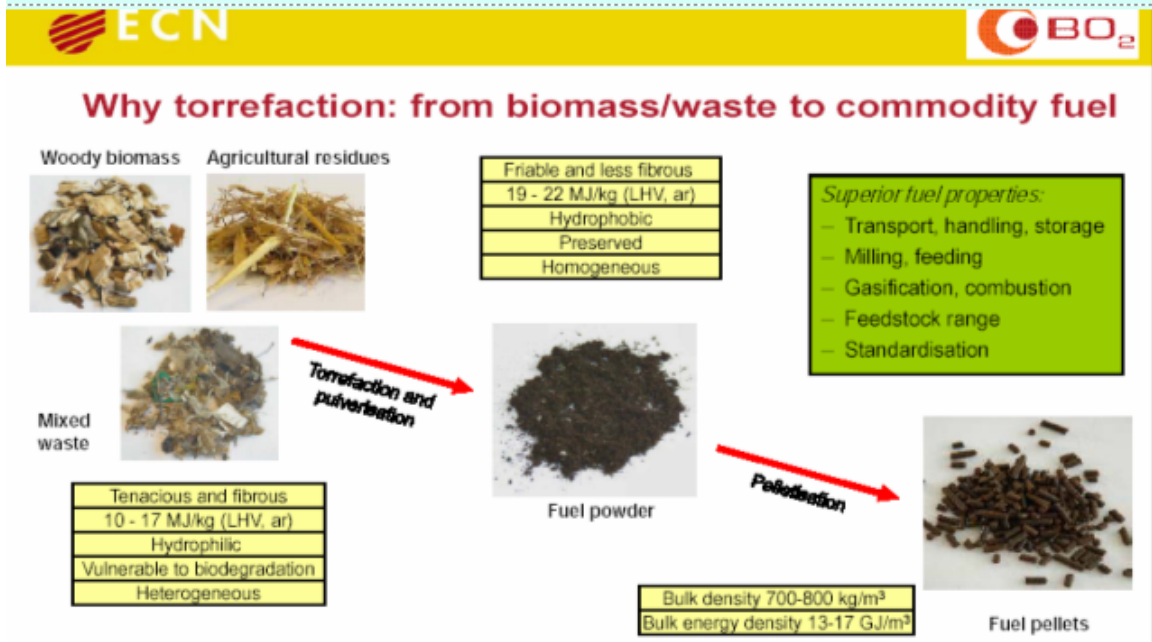 ECN
BO₂
Why torrefaction: from biomass/waste to commodity fuel
Woody biomass
Agricultural residues
Friable and less fibrous
19 - 22 MJ/kg (LHV, ar)
Hydrophobic
Preserved
Homogeneous
Superior fuel properties:
– Transport, handling, storage
– Milling, feeding
– Gasification, combustion
– Feedstock range
– Standardisation
Mixed
waste
Torrefaction and
pulverisation
Tenacious and fibrous
10 - 17 MJ/kg (LHV, ar)
Hydrophilic
Vulnerable to biodegradation
Heterogeneous
Fuel powder
Pelletisation
Bulk density 700-800 kg/m³
Bulk energy density 13-17 GJ/m³
Fuel pellets